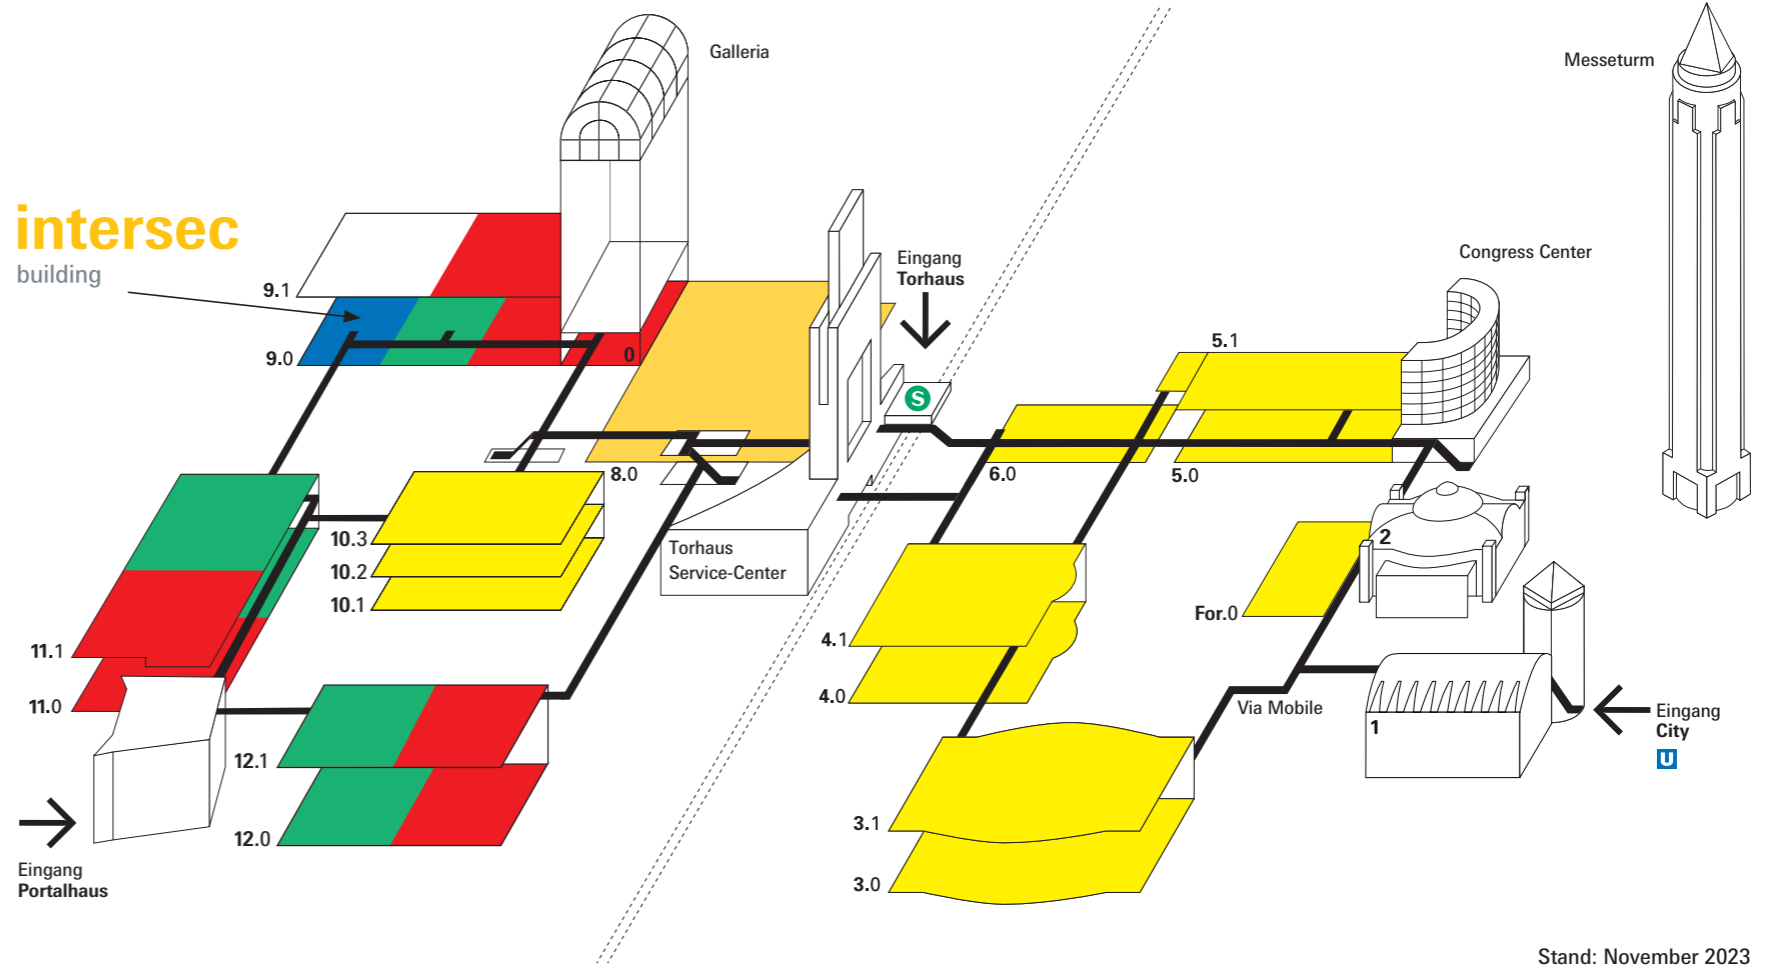 Galleria
Messeturm
intersec
building
Eingang
Torhaus
Congress Center
9.1
9.0
0
S
5.1
8.0
6.0
5.0
10.3
10.2
10.1
Torhaus
Service-Center
2
For.0
11.1
11.0
4.1
4.0
Via Mobile
1
Eingang
City
U
12.1
12.0
3.1
3.0
Eingang
Portalhaus
Stand: November 2023